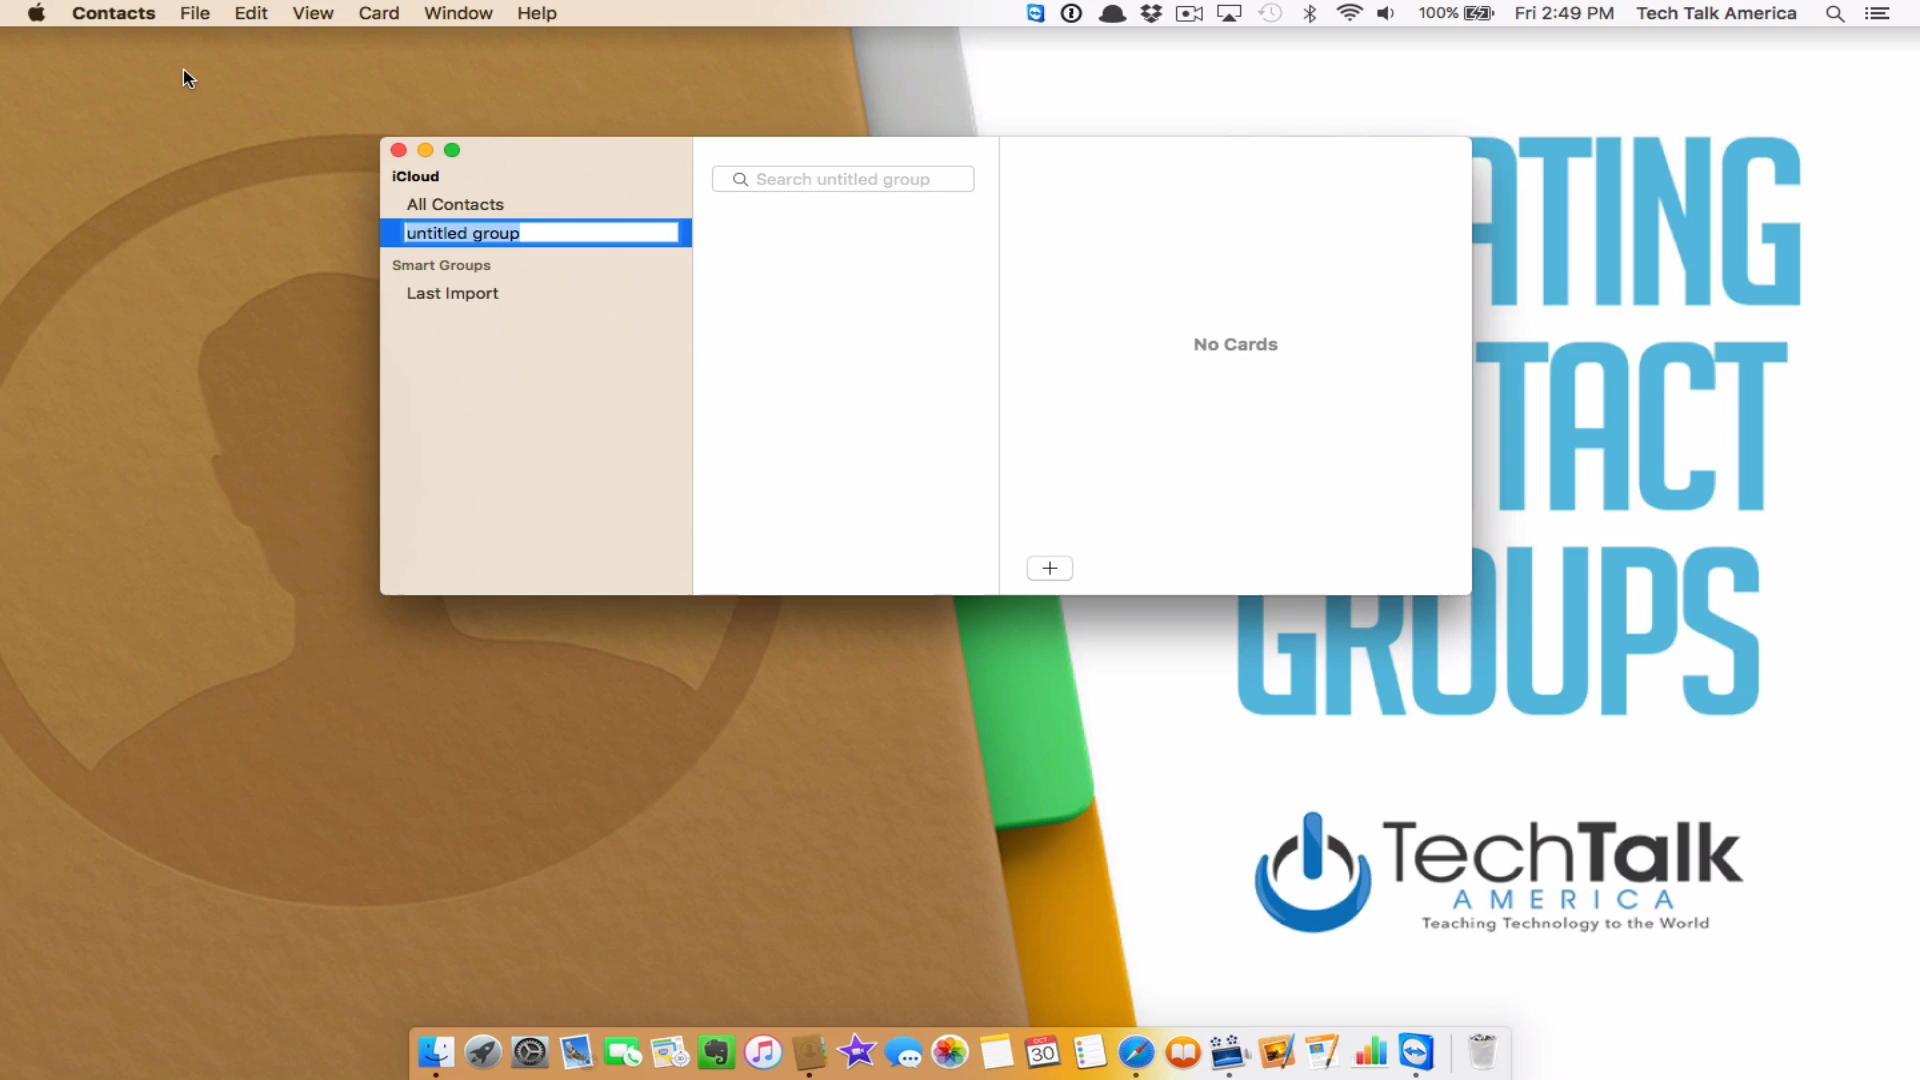 Contacts File Edit View Card Window Help 100% Fri 2:49 PM Tech Talk America
iCloud
All Contacts
untitled group
Smart Groups
Last Import
Search untitled group
No Cards
ATING
TACT
GROUPS
TechTalk
AMERICA
Teaching Technology to the World
OCT
30